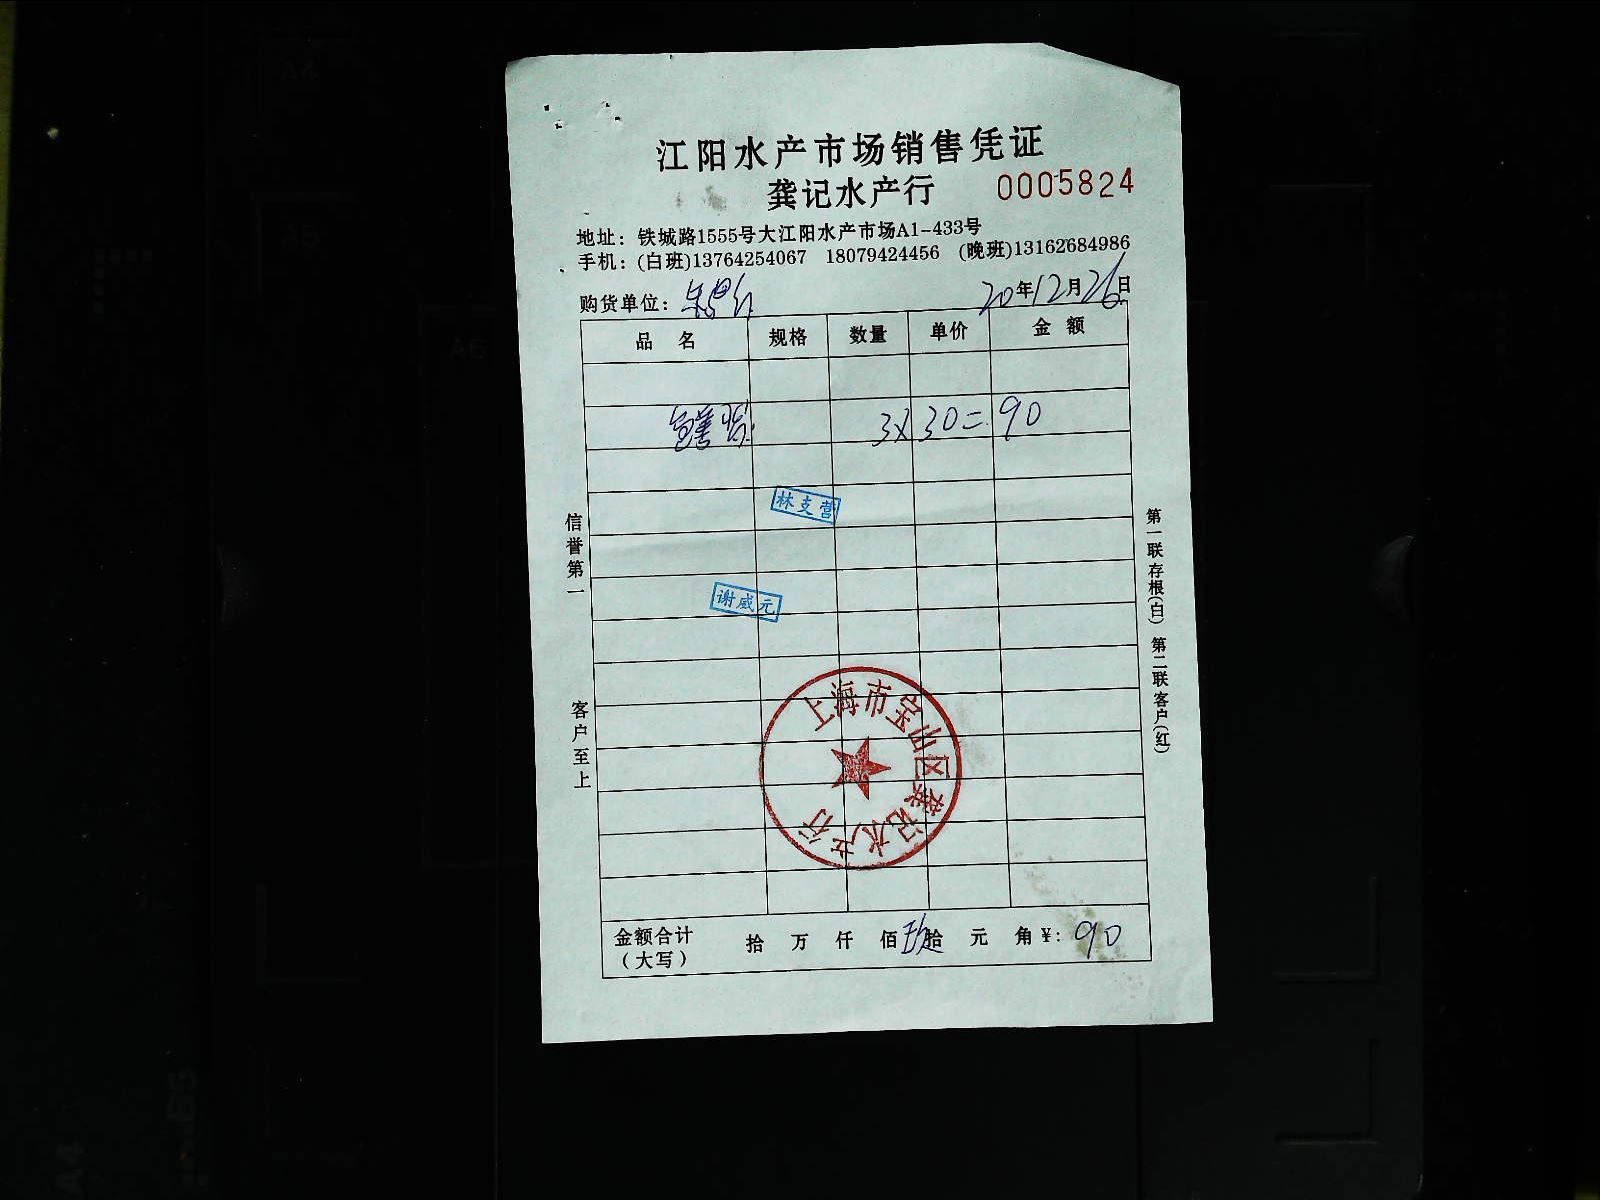 江阳水产市场销售凭证
龚记水产行 0005824
地址：铁城路1555号大江阳水产市场A1-433号
手机：(白班)13764254067 18079424456 (晚班)13162684986
购货单位：
20年12月26日
品名 规格 数量 单价 金额
3× 30= 90
林支营
谢威元
上海市宝山区龚记水产行
信誉第一 客户至上
第一联存根(白) 第二联客户(红)
金额合计 拾 万 仟 佰 玖拾 元 角 ¥: 90
（大写）